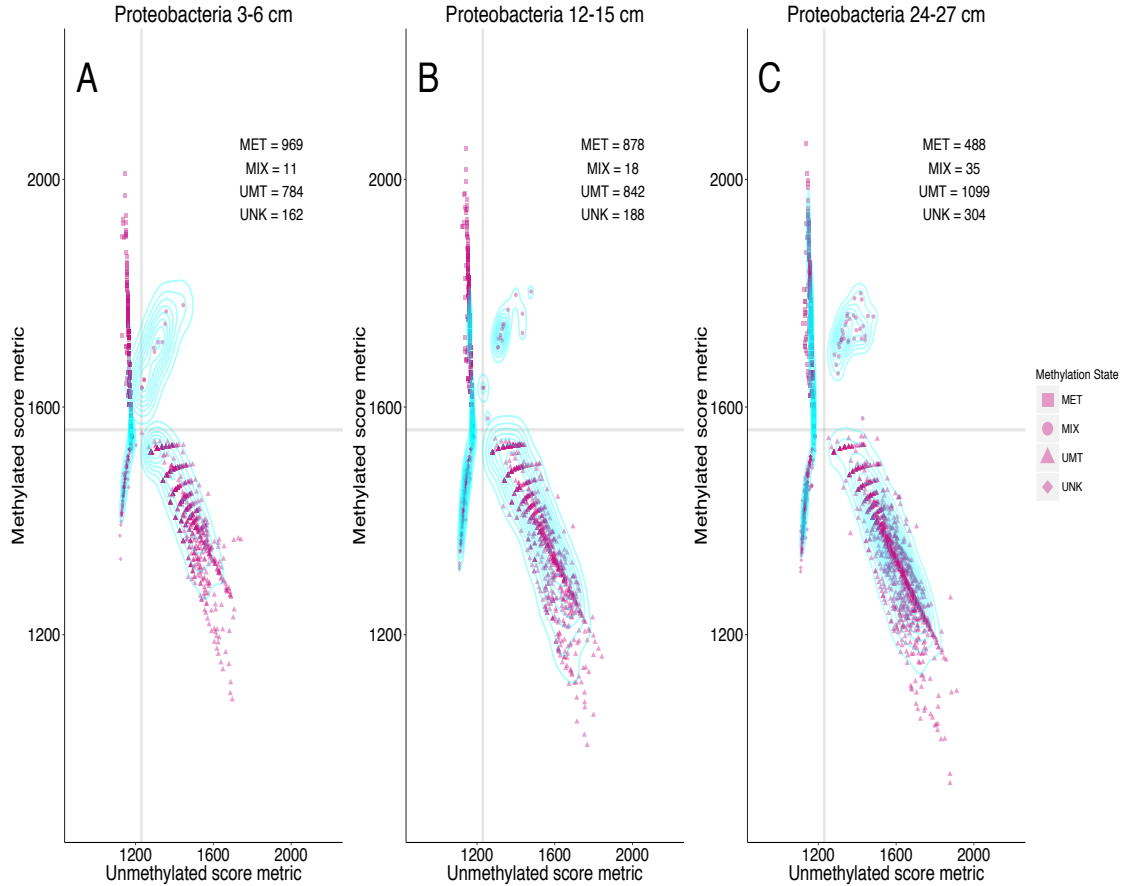 Proteobacteria 3-6 cm
A
MET = 969
MIX = 11
UMT = 784
UNK = 162
2000
1600
1200
Methylated score metric
1200 1600 2000
Unmethylated score metric
Proteobacteria 12-15 cm
B
MET = 878
MIX = 18
UMT = 842
UNK = 188
2000
1600
1200
Methylated score metric
1200 1600 2000
Unmethylated score metric
Proteobacteria 24-27 cm
C
MET = 488
MIX = 35
UMT = 1099
UNK = 304
2000
1600
1200
Methylated score metric
1200 1600 2000
Unmethylated score metric
Methylation State
MET
MIX
UMT
UNK